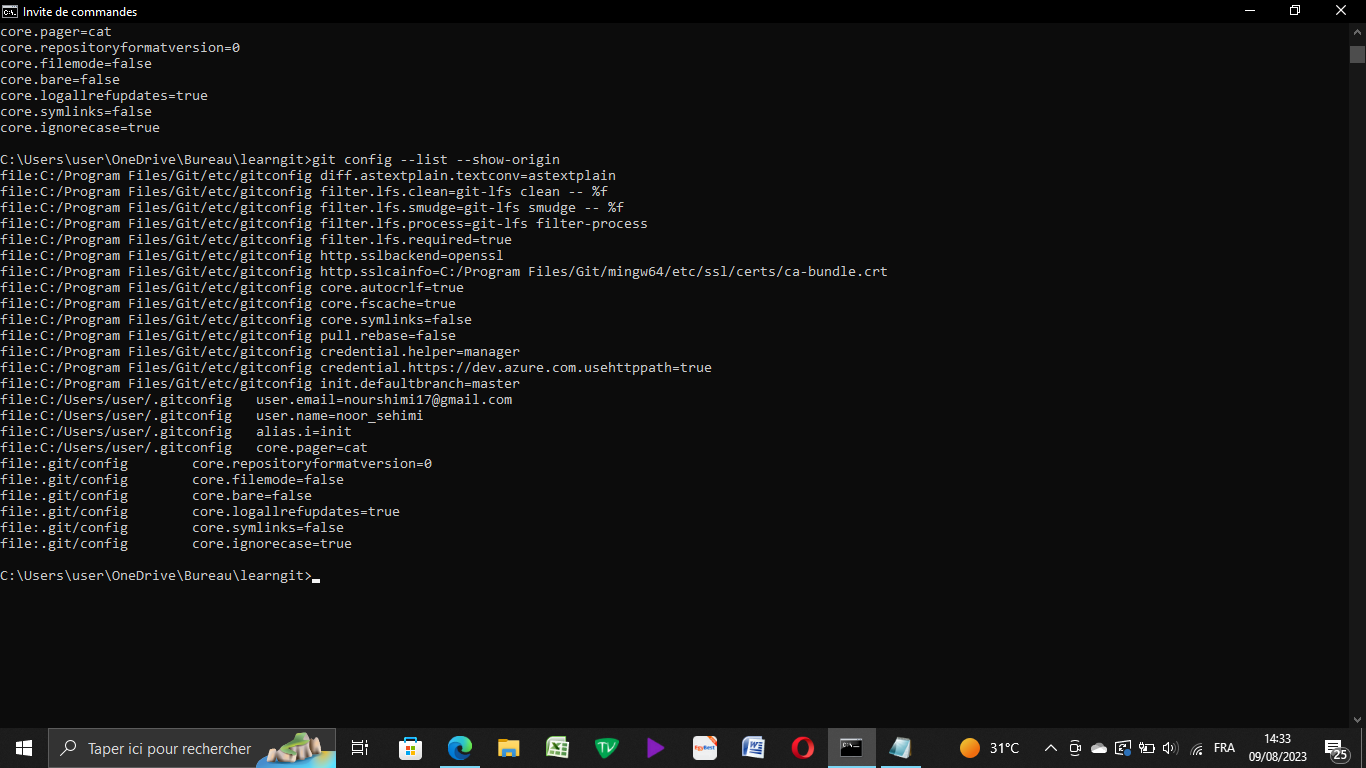 Invite de commandes
core.pager=cat
core.repositoryformatversion=0
core.filemode=false
core.bare=false
core.logallrefupdates=true
core.symlinks=false
core.ignorecase=true
C:\Users\user\OneDrive\Bureau\learngit>git config --list --show-origin
file:C:/Program Files/Git/etc/gitconfig diff.astextplain.textconv=astextplain
file:C:/Program Files/Git/etc/gitconfig filter.lfs.clean=git-lfs clean -- %f
file:C:/Program Files/Git/etc/gitconfig filter.lfs.smudge=git-lfs smudge -- %f
file:C:/Program Files/Git/etc/gitconfig filter.lfs.process=git-lfs filter-process
file:C:/Program Files/Git/etc/gitconfig filter.lfs.required=true
file:C:/Program Files/Git/etc/gitconfig http.sslbackend=openssl
file:C:/Program Files/Git/etc/gitconfig http.sslcainfo=C:/Program Files/Git/mingw64/etc/ssl/certs/ca-bundle.crt
file:C:/Program Files/Git/etc/gitconfig core.autocrlf=true
file:C:/Program Files/Git/etc/gitconfig core.fscache=true
file:C:/Program Files/Git/etc/gitconfig core.symlinks=false
file:C:/Program Files/Git/etc/gitconfig pull.rebase=false
file:C:/Program Files/Git/etc/gitconfig credential.helper=manager
file:C:/Program Files/Git/etc/gitconfig credential.https://dev.azure.com.usehttppath=true
file:C:/Program Files/Git/etc/gitconfig init.defaultbranch=master
file:C:/Users/user/.gitconfig user.email=nourshimi17@gmail.com
file:C:/Users/user/.gitconfig user.name=noor_sehimi
file:C:/Users/user/.gitconfig alias.i=init
file:C:/Users/user/.gitconfig core.pager=cat
file:.git/config core.repositoryformatversion=0
file:.git/config core.filemode=false
file:.git/config core.bare=false
file:.git/config core.logallrefupdates=true
file:.git/config core.symlinks=false
file:.git/config core.ignorecase=true
C:\Users\user\OneDrive\Bureau\learngit>
Taper ici pour rechercher
TV
EgyBest
31°C
FRA
14:33
09/08/2023
25